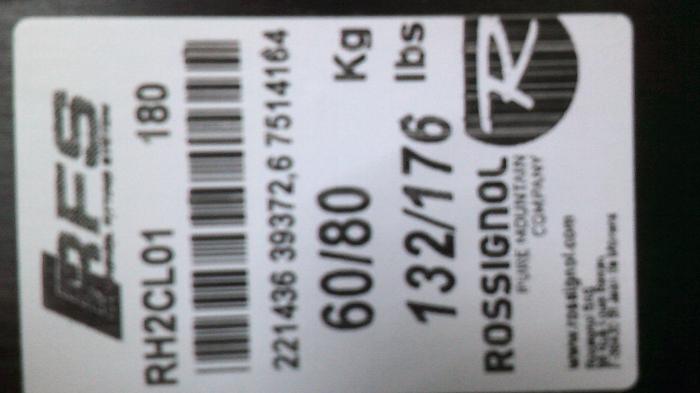 RFS
RH2CL01 180
221436 39372,6 7514164
60/80 Kg
132/176 lbs
R
ROSSIGNOL
PURE MOUNTAIN
COMPANY
www.rossignol.com